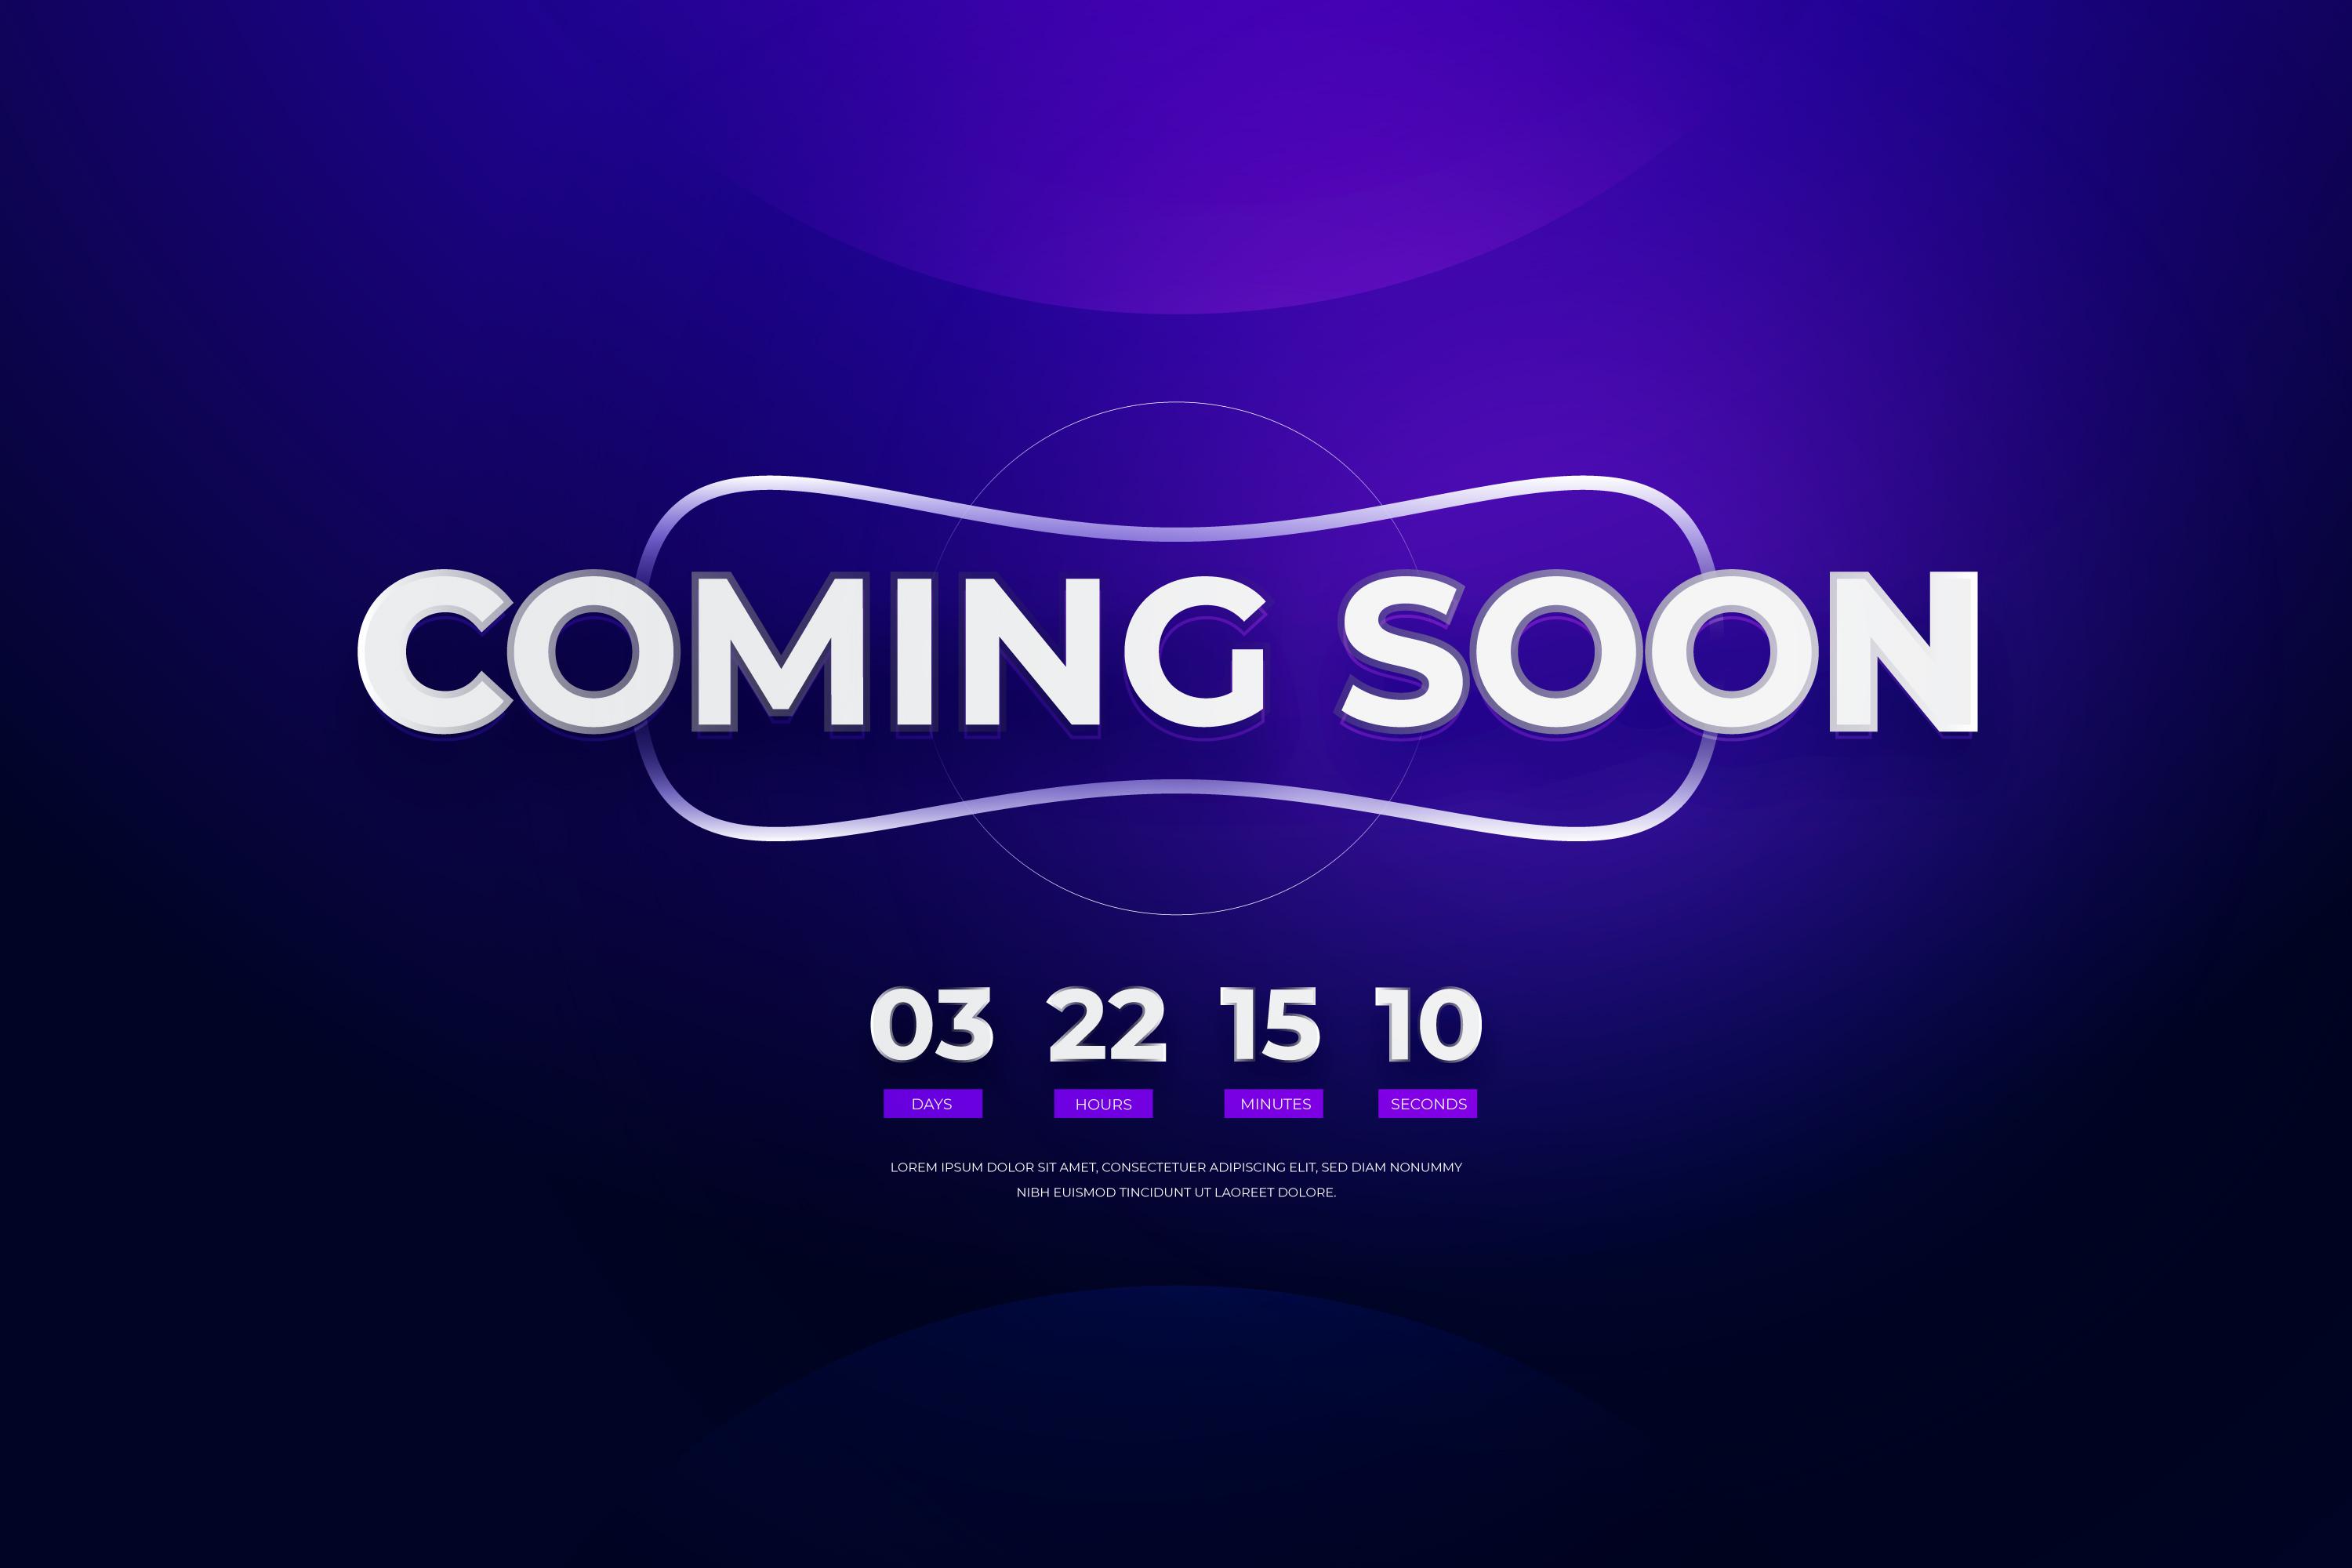 COMING SOON
03 22 15 10
DAYS HOURS MINUTES SECONDS
LOREM IPSUM DOLOR SIT AMET, CONSECTETUER ADIPISCING ELIT, SED DIAM NONUMMY
NIBH EUISMOD TINCIDUNT UT LAOREET DOLORE.